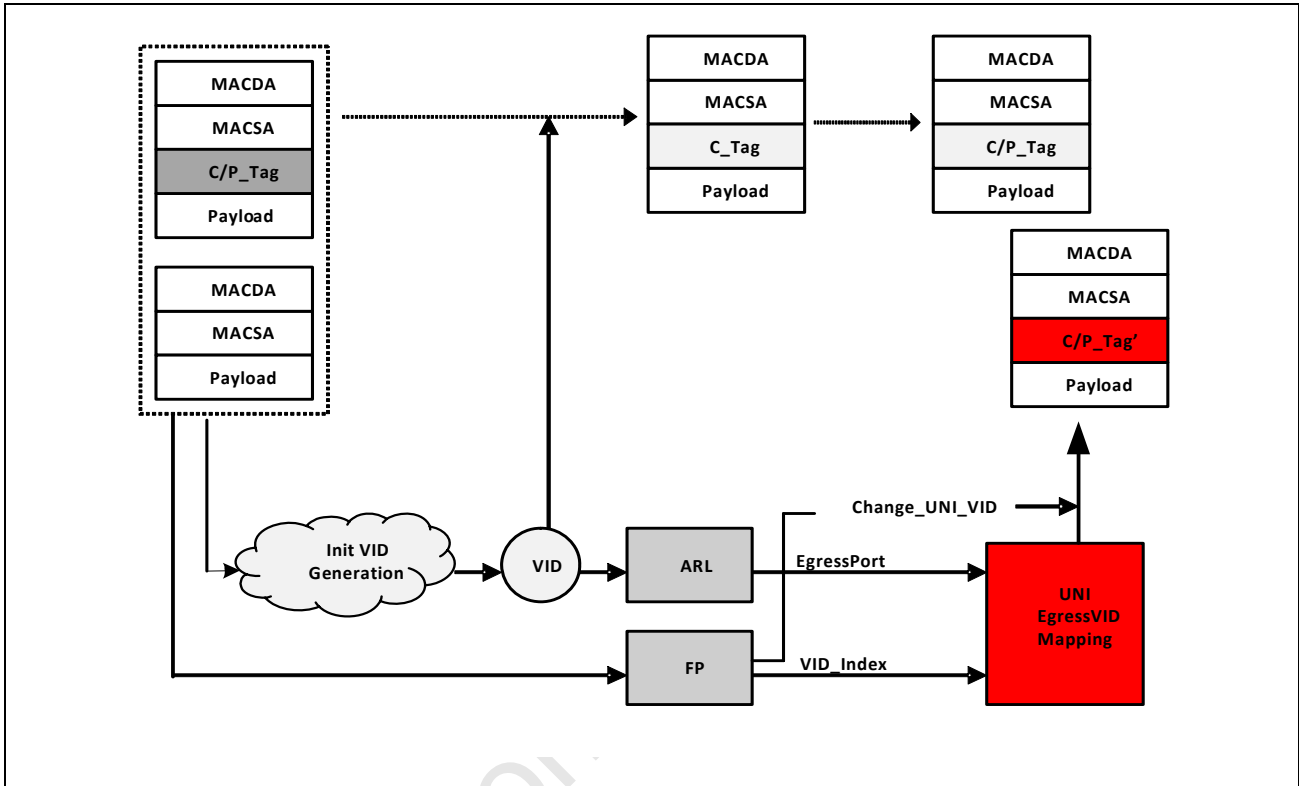 MACDA
MACSA
C/P_Tag
Payload
MACDA
MACSA
Payload
MACDA
MACSA
C_Tag
Payload
MACDA
MACSA
C/P_Tag
Payload
MACDA
MACSA
C/P_Tag’
Payload
Init VID
Generation
VID
ARL
FP
Change_UNI_VID
EgressPort
VID_Index
UNI
EgressVID
Mapping